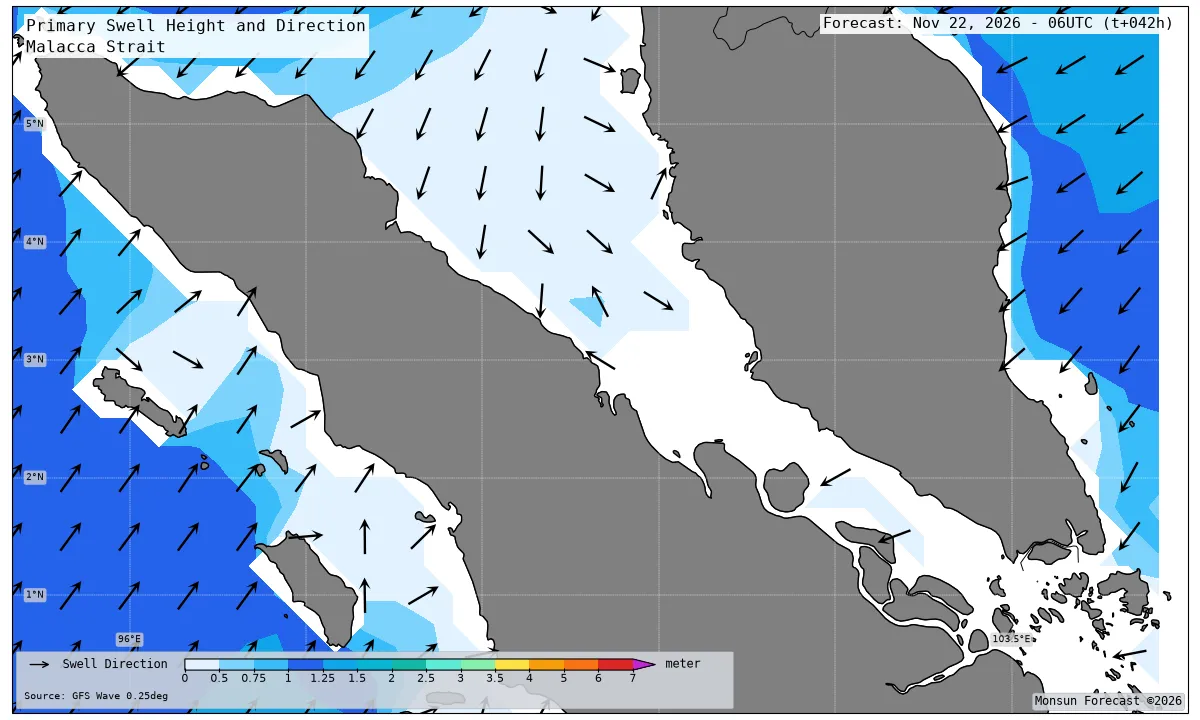 Primary Swell Height and Direction
Malacca Strait
Forecast: Nov 22, 2026 - 06UTC (t+042h)
5°N
4°N
3°N
2°N
1°N
96°E
103.5°E
Swell Direction
0 0.5 0.75 1 1.25 1.5 2 2.5 3 3.5 4 5 6 7
meter
Source: GFS Wave 0.25deg
Monsun Forecast ©2026